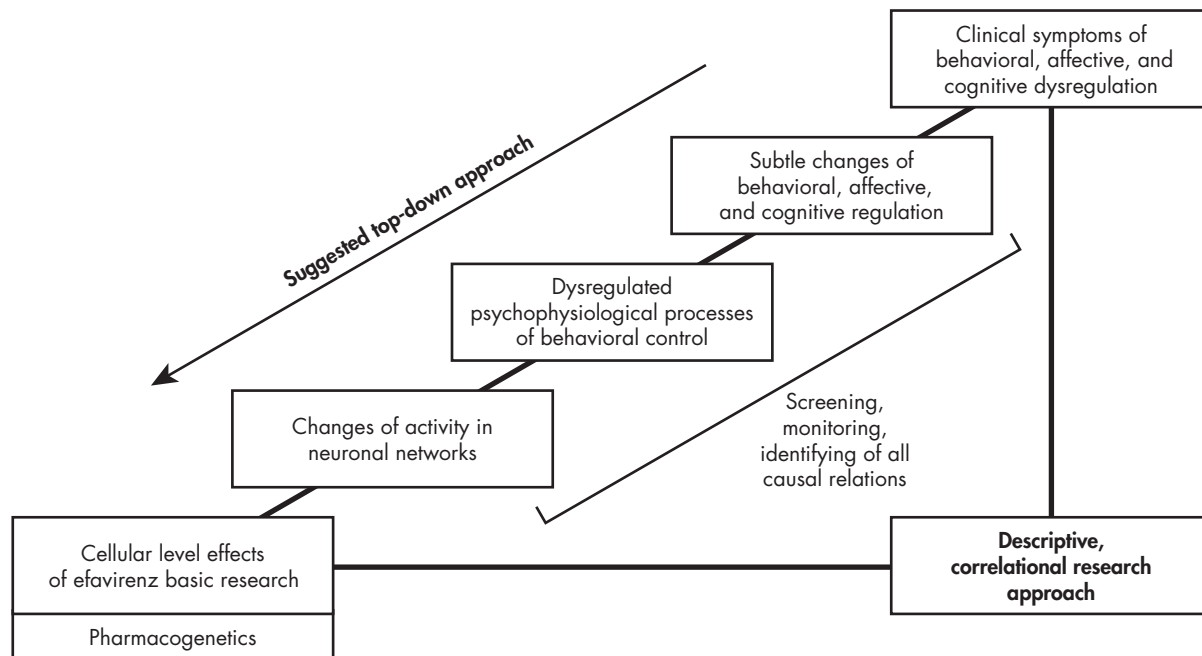 Clinical symptoms of
behavioral, affective, and
cognitive dysregulation
Suggested top-down approach
Subtle changes of
behavioral, affective,
and cognitive regulation
Dysregulated
psychophysiological processes
of behavioral control
Changes of activity in
neuronal networks
Screening,
monitoring,
identifying of all
causal relations
Cellular level effects
of efavirenz basic research
Pharmacogenetics
Descriptive,
correlational research
approach